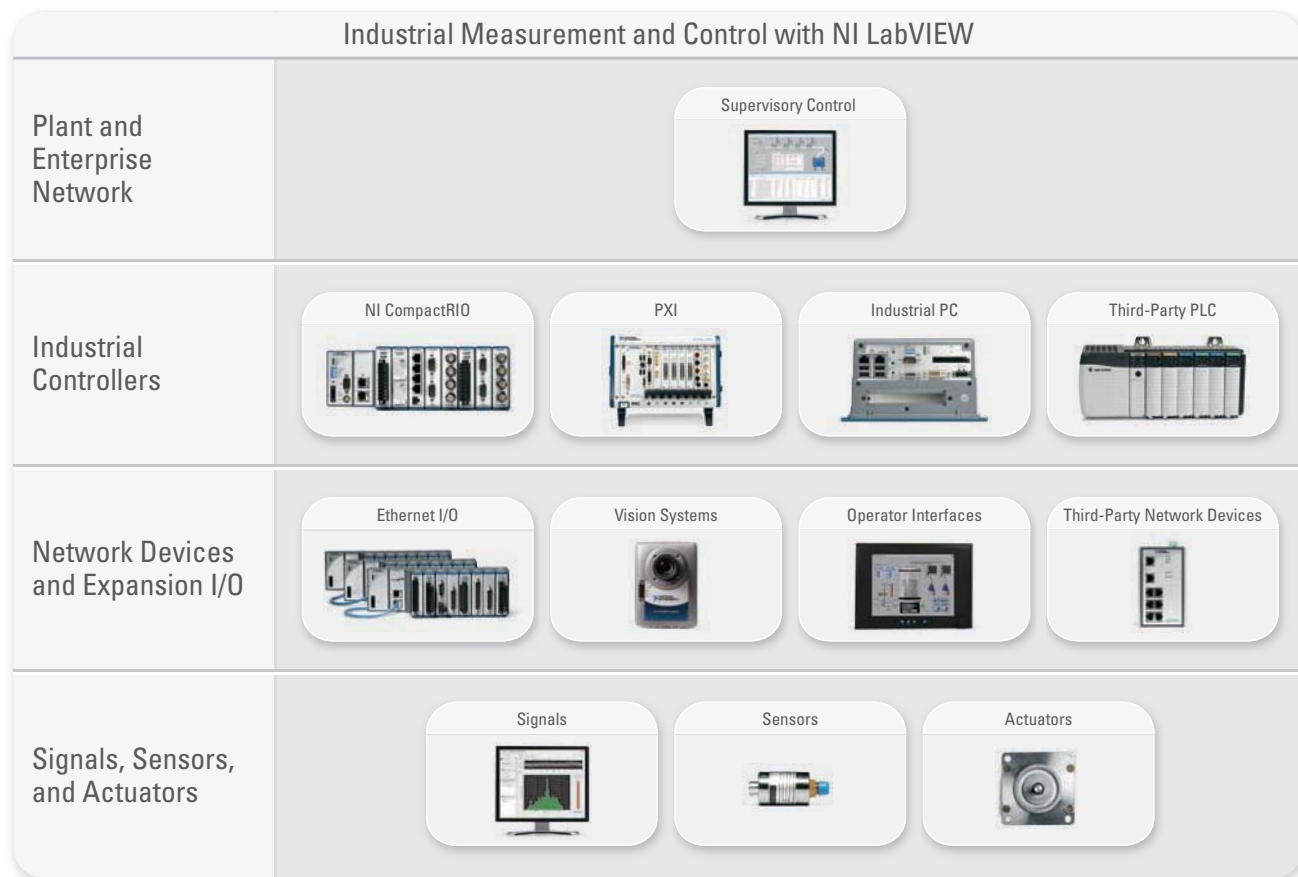 Industrial Measurement and Control with NI LabVIEW
Plant and
Enterprise
Network
Supervisory Control
Industrial
Controllers
NI CompactRIO
PXI
Industrial PC
Third-Party PLC
Network Devices
and Expansion I/O
Ethernet I/O
Vision Systems
Operator Interfaces
Third-Party Network Devices
Signals, Sensors,
and Actuators
Signals
Sensors
Actuators